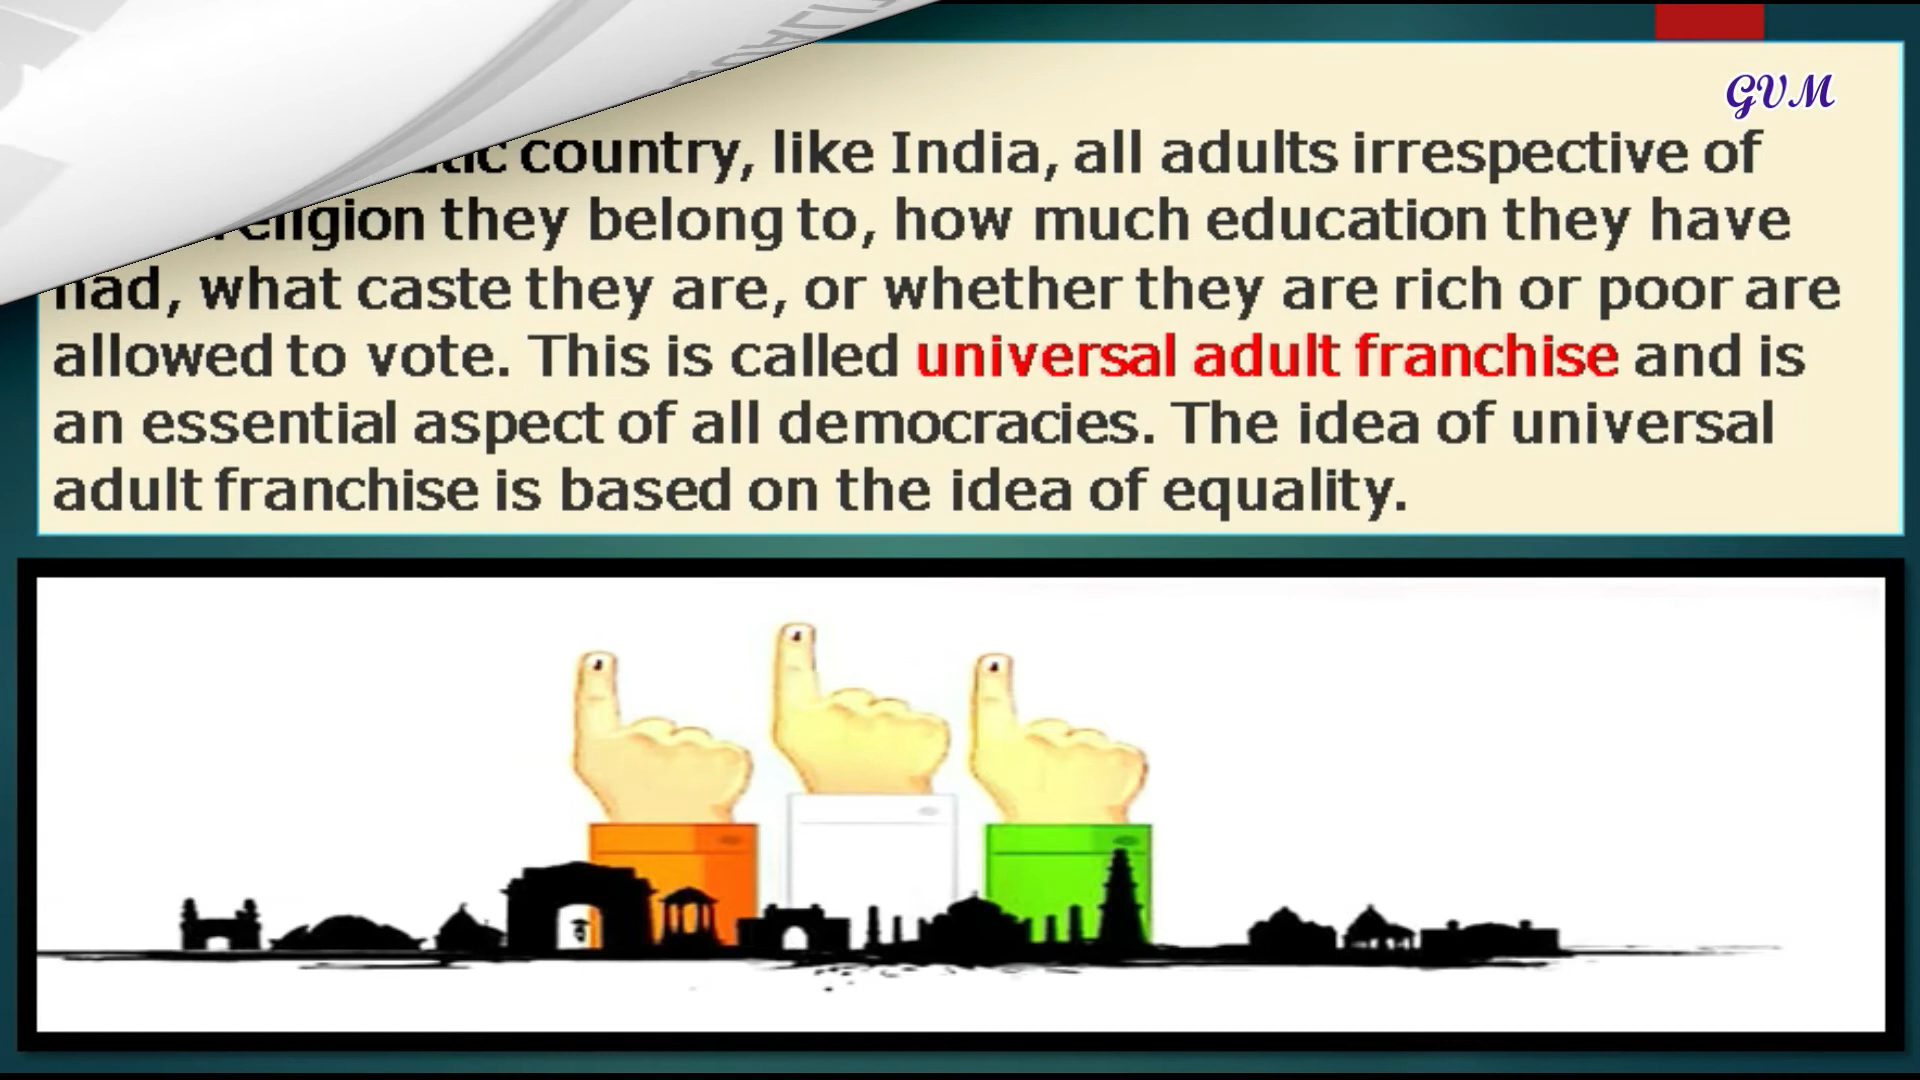 GVM
country, like India, all adults irrespective of
religion they belong to, how much education they have
had, what caste they are, or whether they are rich or poor are
allowed to vote. This is called universal adult franchise and is
an essential aspect of all democracies. The idea of universal
adult franchise is based on the idea of equality.